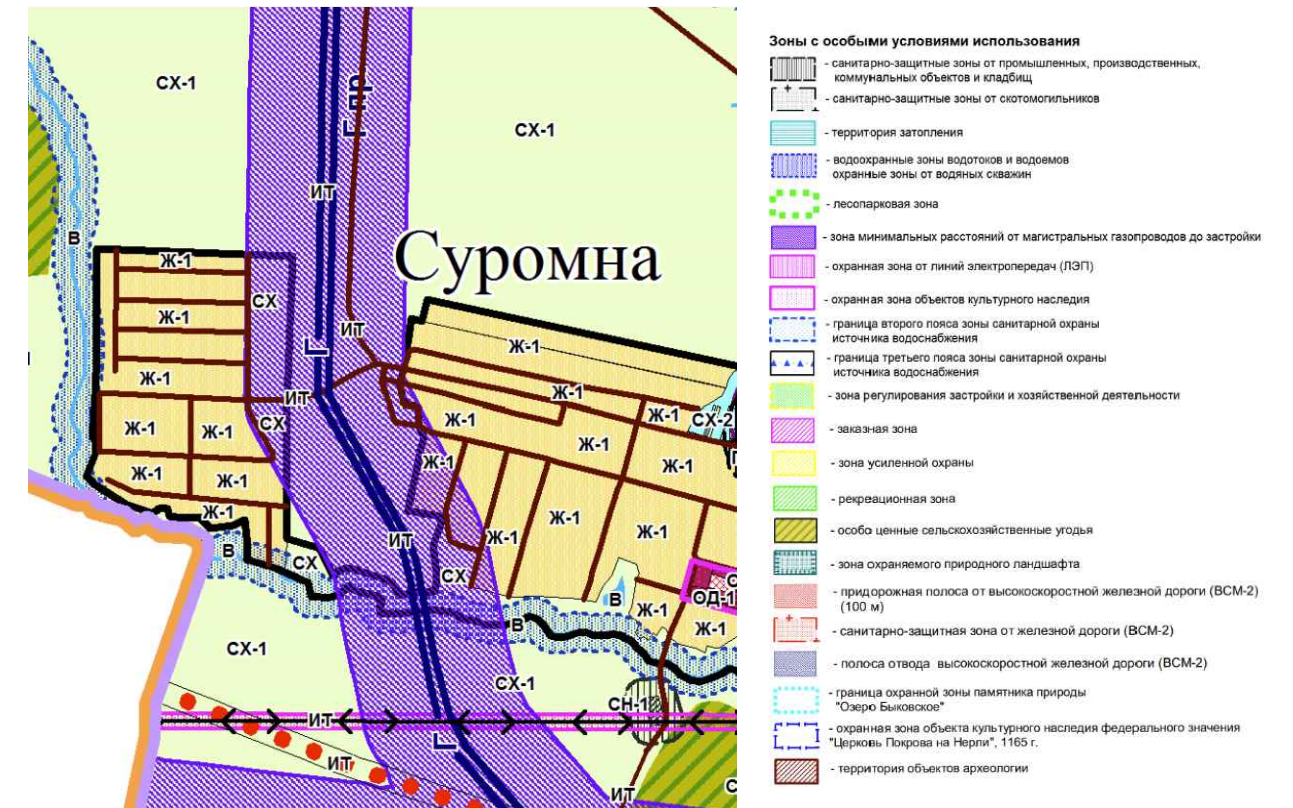 СХ-1
Г пр
СХ-1
ИТ
В
Ж-1
Суромна
СХ
Ж-1
ИТ
Г
Ж-1
Ж-1
Ж-1
ИТ
Ж-1
СХ-2
Ж-1
Ж-1
СХ
Ж-1
Ж-1
Ж-1
Ж-1
Ж-1
Ж-1
Ж-1
Ж-1
Ж-1
Ж-1
ИТ
В
СХ
СХ
В
ОД-1
Ж-1
В
Ж-1
СХ-1
СХ-1
СН-1
ИТ
Г
ИТ
ИТ
Зоны с особыми условиями использования
- санитарно-защитные зоны от промышленных, производственных,
коммунальных объектов и кладбищ
- санитарно-защитные зоны от скотомогильников
- территория затопления
- водоохранные зоны водотоков и водоемов
охранные зоны от водяных скважин
- лесопарковая зона
- зона минимальных расстояний от магистральных газопроводов до застройки
- охранная зона от линий электропередач (ЛЭП)
- охранная зона объектов культурного наследия
- граница второго пояса зоны санитарной охраны
источника водоснабжения
- граница третьего пояса зоны санитарной охраны
источника водоснабжения
- зона регулирования застройки и хозяйственной деятельности
- заказная зона
- зона усиленной охраны
- рекреационная зона
- особо ценные сельскохозяйственные угодья
- зона охраняемого природного ландшафта
- придорожная полоса от высокоскоростной железной дороги (ВСМ-2)
(100 м)
- санитарно-защитная зона от железной дороги (ВСМ-2)
- полоса отвода высокоскоростной железной дороги (ВСМ-2)
- граница охранной зоны памятника природы
"Озеро Быковское"
- охранная зона объекта культурного наследия федерального значения
"Церковь Покрова на Нерли", 1165 г.
- территория объектов археологии